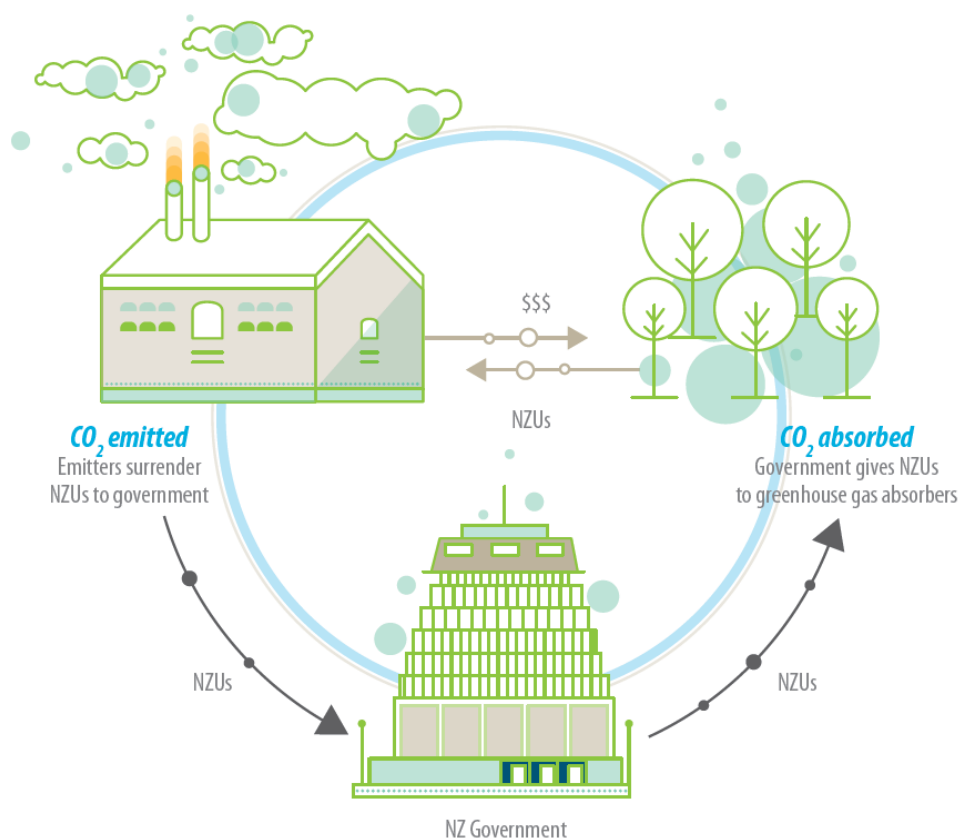 $$$
NZUs
CO₂ emitted
Emitters surrender
NZUs to government
CO₂ absorbed
Government gives NZUs
to greenhouse gas absorbers
NZUs
NZUs
NZ Government